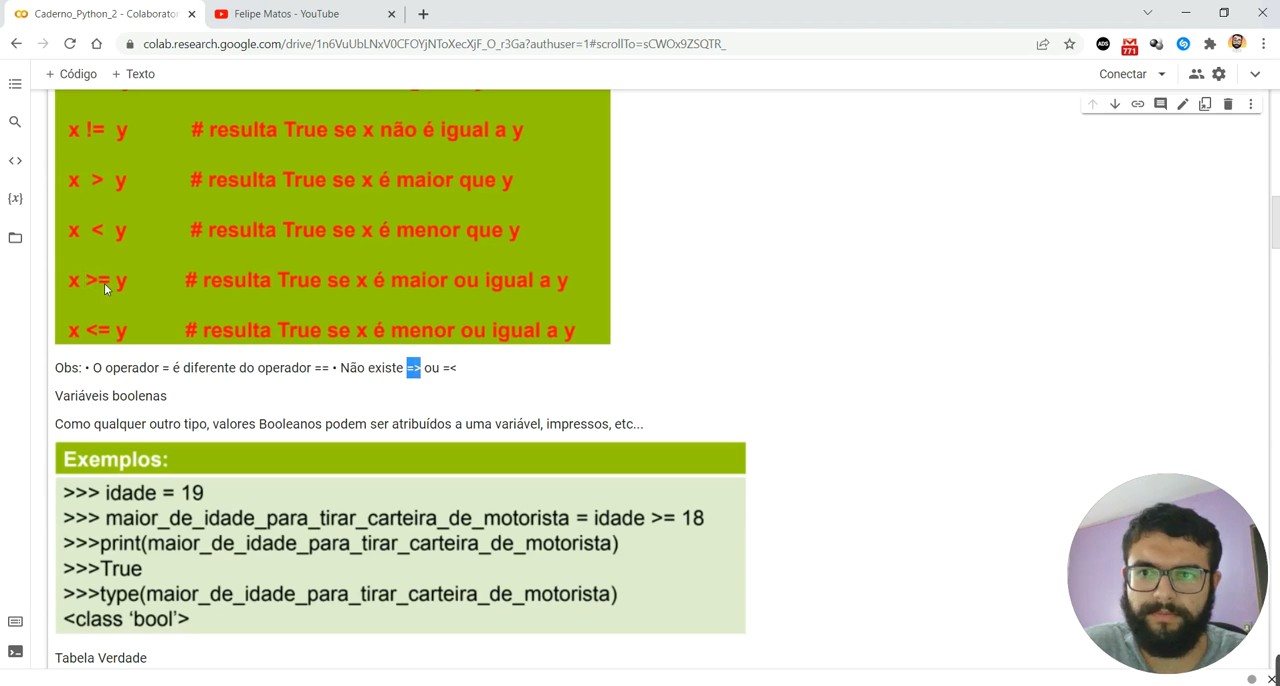 Caderno_Python_2 - Colaborator
Felipe Matos - YouTube
colab.research.google.com/drive/1n6VuUbLNxV0CFOYjNToXecXjF_O_r3Ga?authuser=1#scrollTo=sCWOx9ZSQTR_
ABP
771
+ Código + Texto
Conectar
x != y # resulta True se x não é igual a y
x > y # resulta True se x é maior que y
x < y # resulta True se x é menor que y
x >= y # resulta True se x é maior ou igual a y
x <= y # resulta True se x é menor ou igual a y
Obs: • O operador = é diferente do operador == • Não existe => ou =<
Variáveis boolenas
Como qualquer outro tipo, valores Booleanos podem ser atribuídos a uma variável, impressos, etc...
Exemplos:
>>> idade = 19
>>> maior_de_idade_para_tirar_carteira_de_motorista = idade >= 18
>>>print(maior_de_idade_para_tirar_carteira_de_motorista)
>>>True
>>>type(maior_de_idade_para_tirar_carteira_de_motorista)
<class ‘bool’>
Tabela Verdade